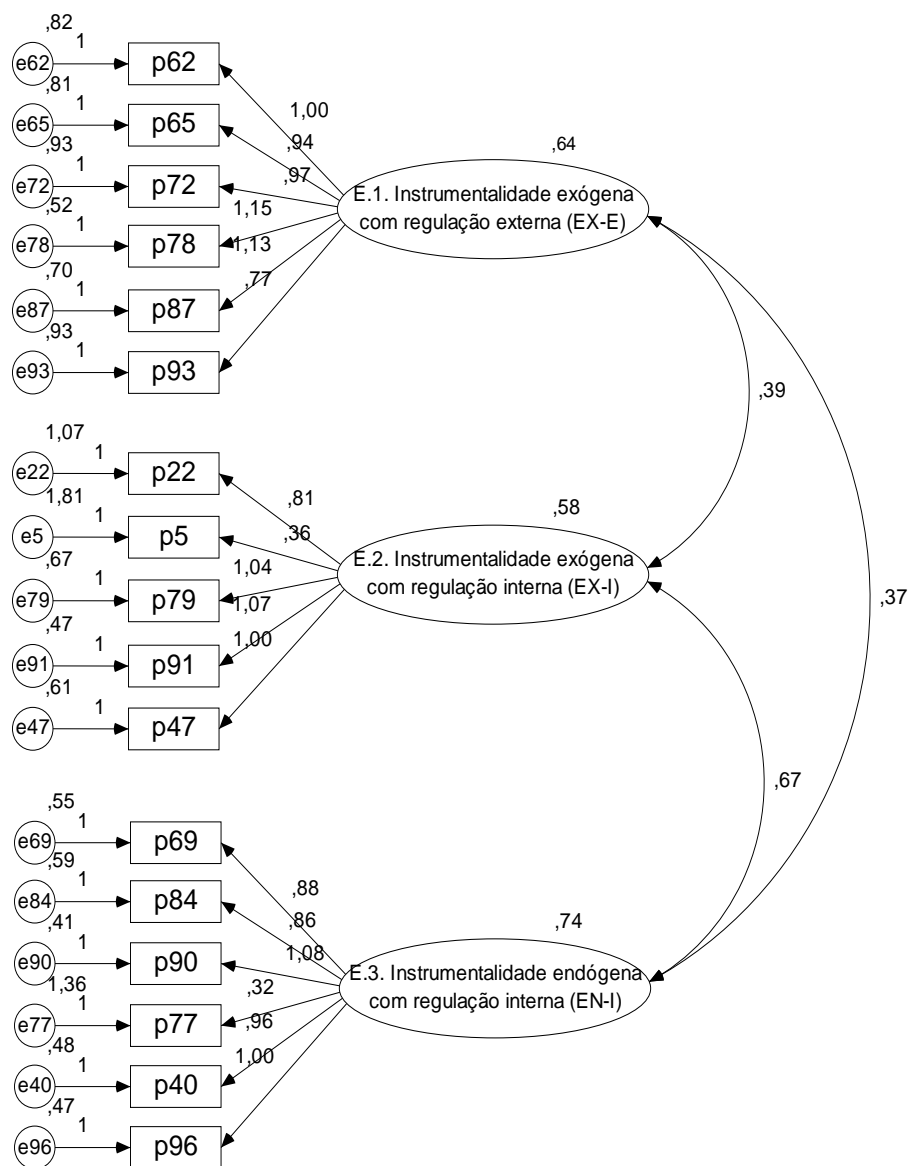 ,82
1
e62
p62
,81
1
e65
p65
,93
1
e72
p72
,52
1
e78
p78
,70
1
e87
p87
,93
1
e93
p93
1,00
,94
,97
1,15
1,13
,77
,64
E.1. Instrumentalidade exógena
com regulação externa (EX-E)
,39
,37
1,07
1
e22
p22
1,81
1
e5
p5
,67
1
e79
p79
,47
1
e91
p91
,61
1
e47
p47
,81
,36
1,04
1,07
1,00
,58
E.2. Instrumentalidade exógena
com regulação interna (EX-I)
,67
,55
1
e69
p69
,59
1
e84
p84
,41
1
e90
p90
1,36
1
e77
p77
,48
1
e40
p40
,47
1
e96
p96
,88
,86
1,08
,32
,96
1,00
,74
E.3. Instrumentalidade endógena
com regulação interna (EN-I)